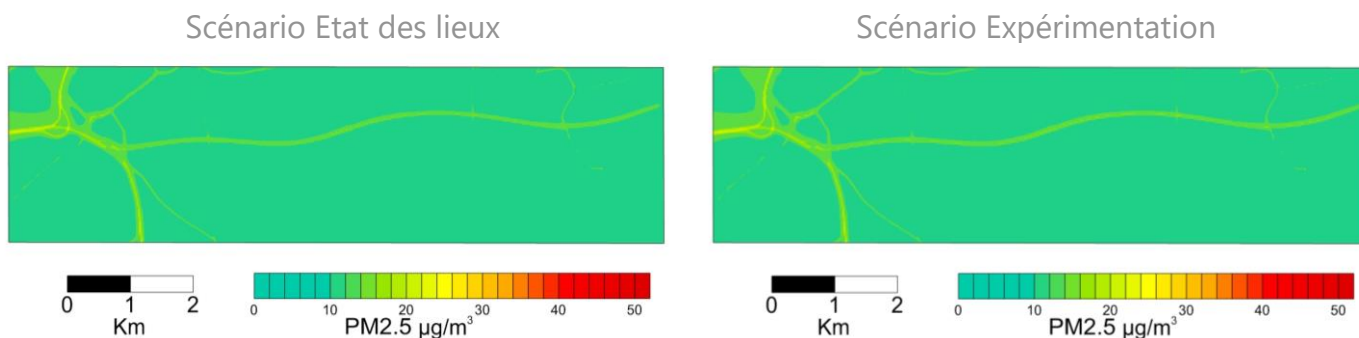 Scénario Etat des lieux
Scénario Expérimentation
0 1 2
Km
0 10 20 30 40 50
PM2.5 µg/m³
0 1 2
Km
0 10 20 30 40 50
PM2.5 µg/m³